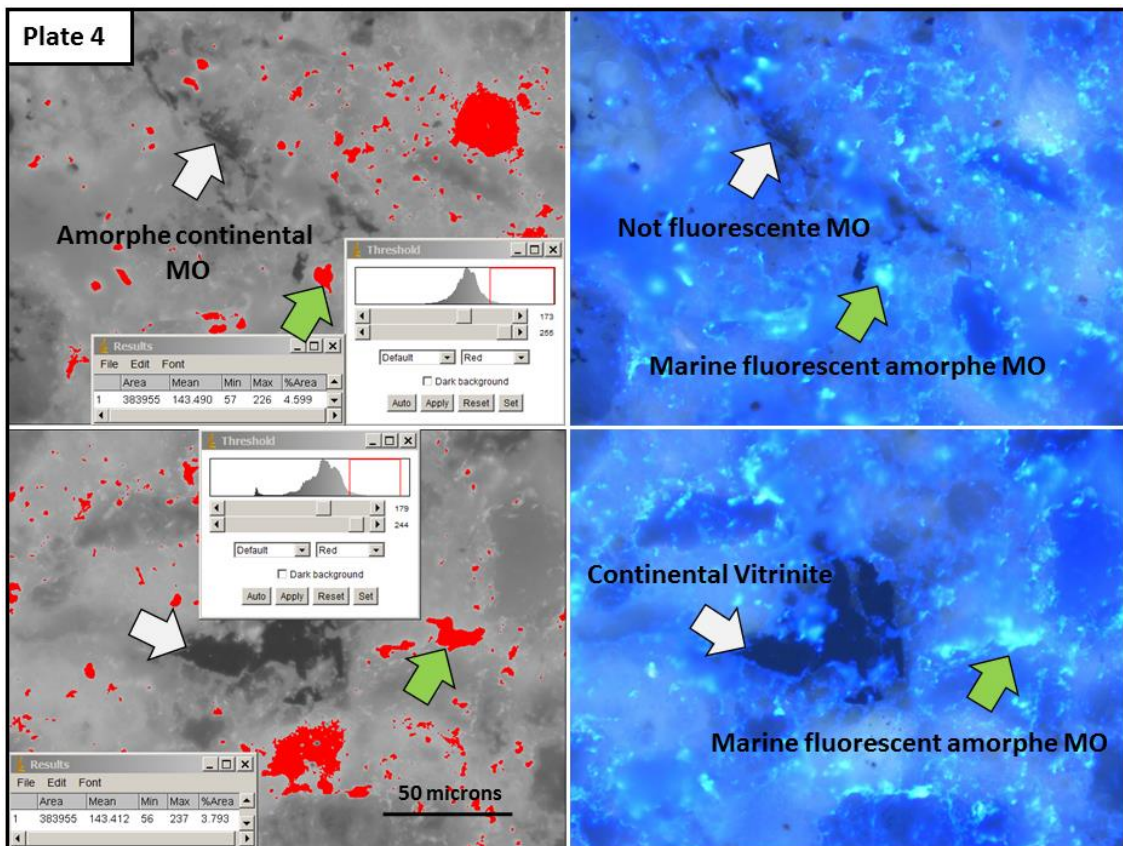 Plate 4
Amorphe continental
MO
Threshold
173
255
Default Red
Dark background
Auto Apply Reset Set
Results
File Edit Font
Area Mean Min Max %Area
1 383955 143.490 57 226 4.599
Not fluorescente MO
Marine fluorescent amorphe MO
Threshold
179
244
Default Red
Dark background
Auto Apply Reset Set
Results
File Edit Font
Area Mean Min Max %Area
1 383955 143.412 56 237 3.793
50 microns
Continental Vitrinite
Marine fluorescent amorphe MO